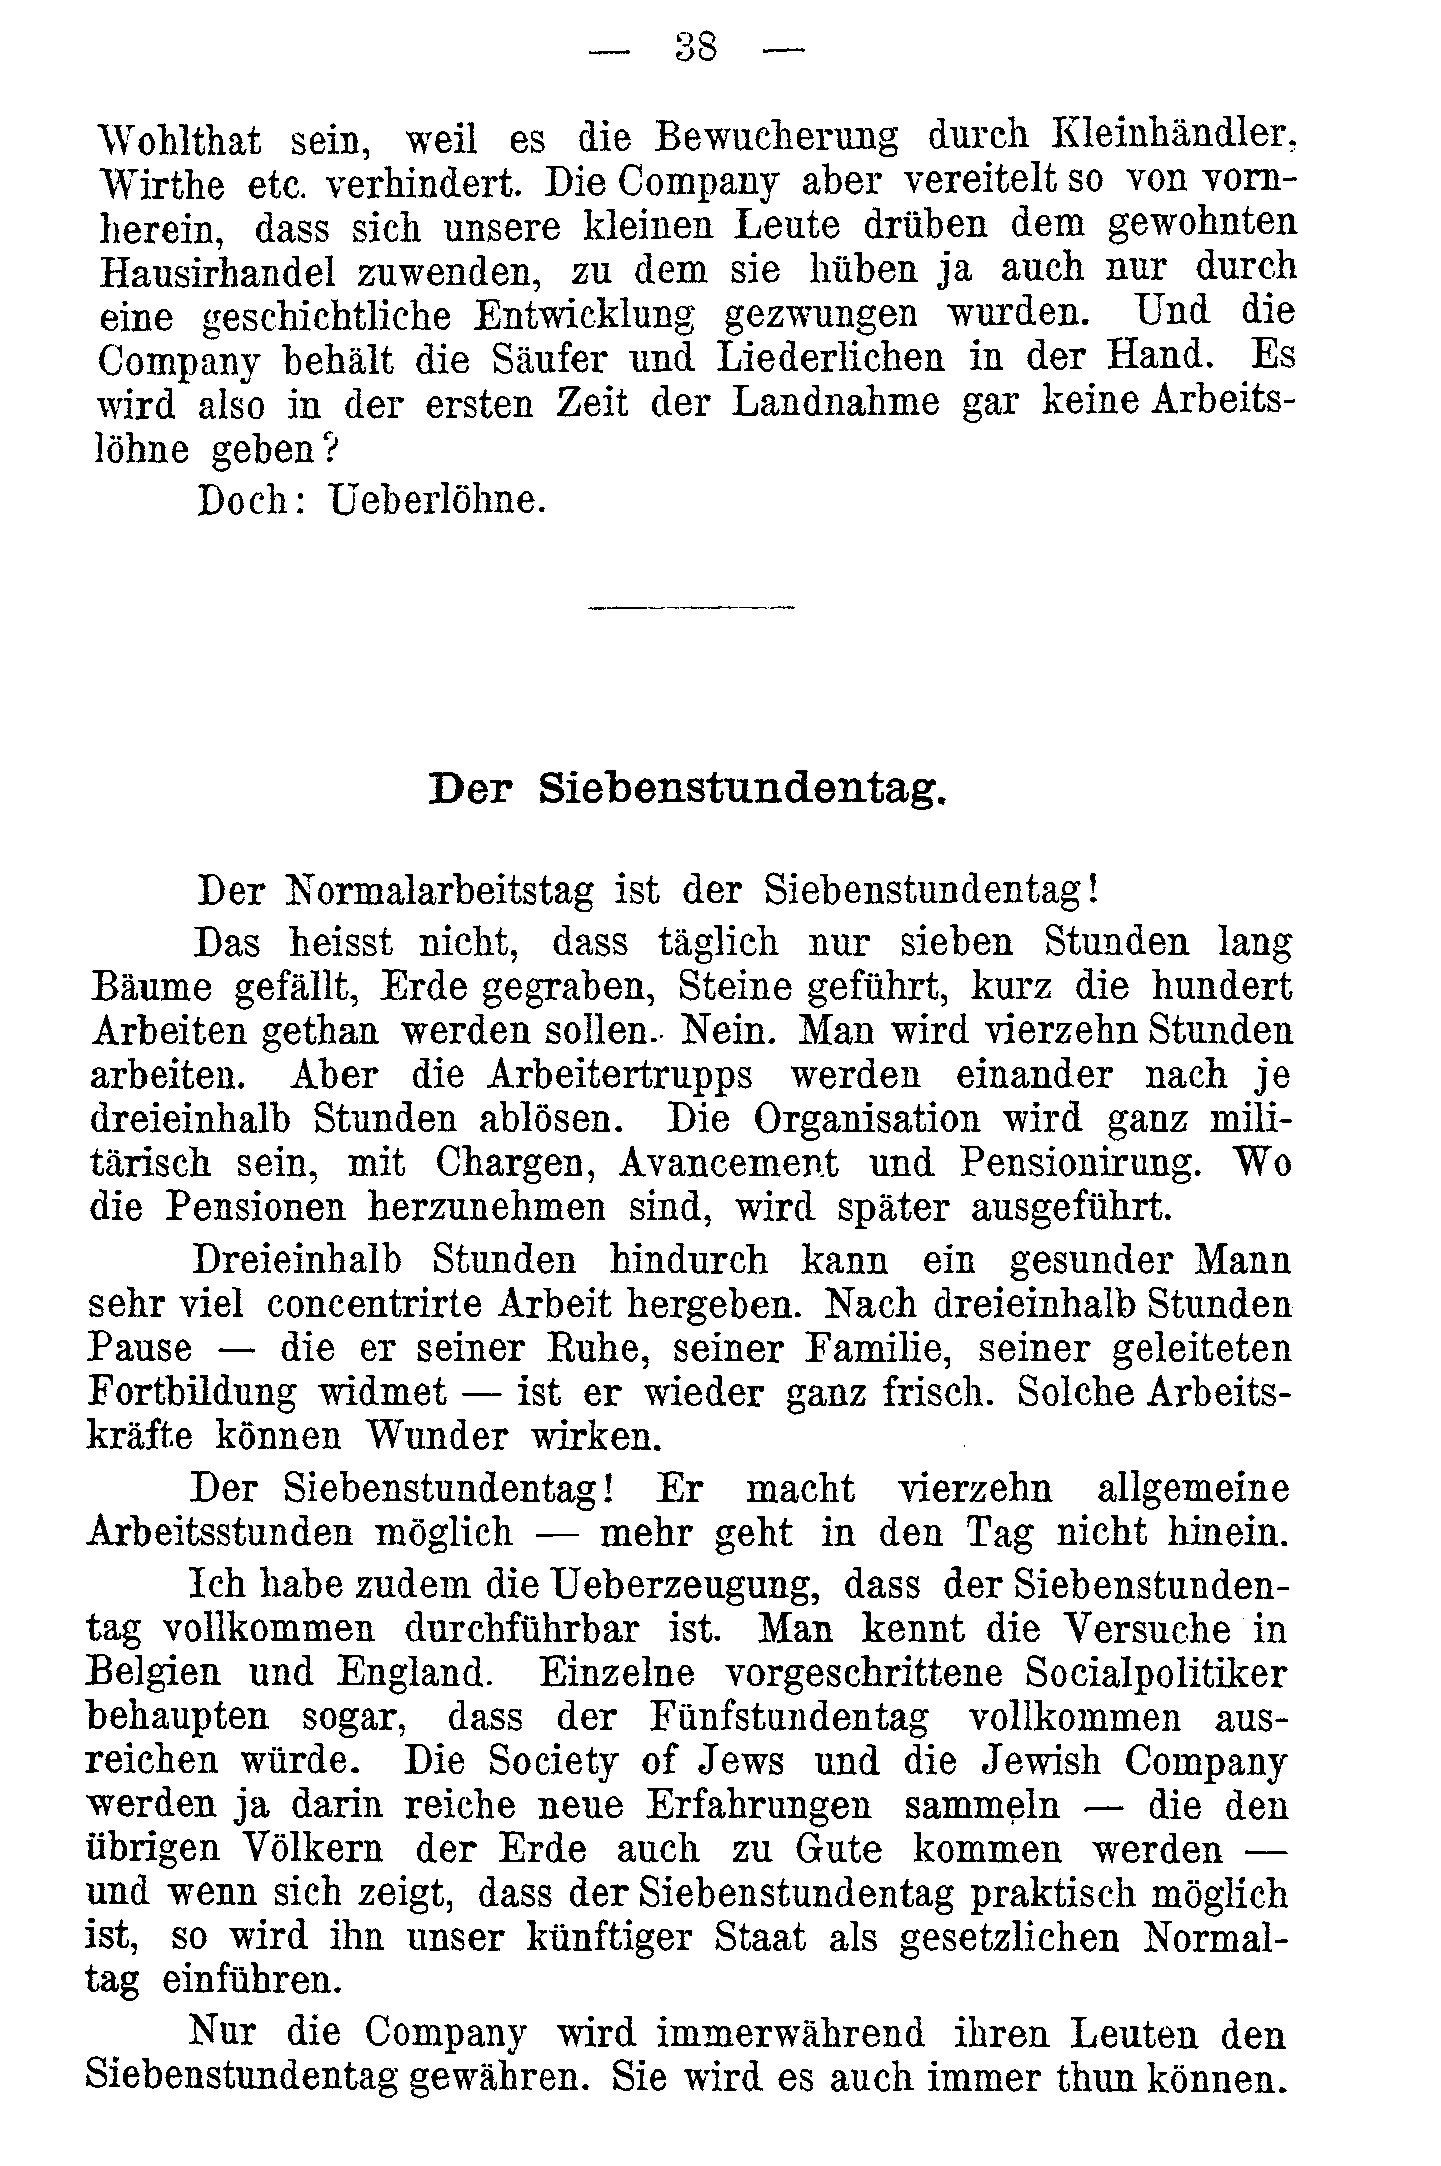 — 38 —
Wohlthat sein, weil es die Bewucherung durch Kleinhändler,
Wirthe etc. verhindert. Die Company aber vereitelt so von vorn-
herein, dass sich unsere kleinen Leute drüben dem gewohnten
Hausirhandel zuwenden, zu dem sie hüben ja auch nur durch
eine geschichtliche Entwicklung gezwungen wurden. Und die
Company behält die Säufer und Liederlichen in der Hand. Es
wird also in der ersten Zeit der Landnahme gar keine Arbeits-
löhne geben?
Doch: Ueberlöhne.
Der Siebenstundentag.
Der Normalarbeitstag ist der Siebenstundentag!
Das heisst nicht, dass täglich nur sieben Stunden lang
Bäume gefällt, Erde gegraben, Steine geführt, kurz die hundert
Arbeiten gethan werden sollen. Nein. Man wird vierzehn Stunden
arbeiten. Aber die Arbeitertrupps werden einander nach je
dreieinhalb Stunden ablösen. Die Organisation wird ganz mili-
tärisch sein, mit Chargen, Avancement und Pensionirung. Wo
die Pensionen herzunehmen sind, wird später ausgeführt.
Dreieinhalb Stunden hindurch kann ein gesunder Mann
sehr viel concentrirte Arbeit hergeben. Nach dreieinhalb Stunden
Pause — die er seiner Ruhe, seiner Familie, seiner geleiteten
Fortbildung widmet — ist er wieder ganz frisch. Solche Arbeits-
kräfte können Wunder wirken.
Der Siebenstundentag! Er macht vierzehn allgemeine
Arbeitsstunden möglich — mehr geht in den Tag nicht hinein.
Ich habe zudem die Ueberzeugung, dass der Siebenstunden-
tag vollkommen durchführbar ist. Man kennt die Versuche in
Belgien und England. Einzelne vorgeschrittene Socialpolitiker
behaupten sogar, dass der Fünfstundentag vollkommen aus-
reichen würde. Die Society of Jews und die Jewish Company
werden ja darin reiche neue Erfahrungen sammeln — die den
übrigen Völkern der Erde auch zu Gute kommen werden —
und wenn sich zeigt, dass der Siebenstundentag praktisch möglich
ist, so wird ihn unser künftiger Staat als gesetzlichen Normal-
tag einführen.
Nur die Company wird immerwährend ihren Leuten den
Siebenstundentag gewähren. Sie wird es auch immer thun können.